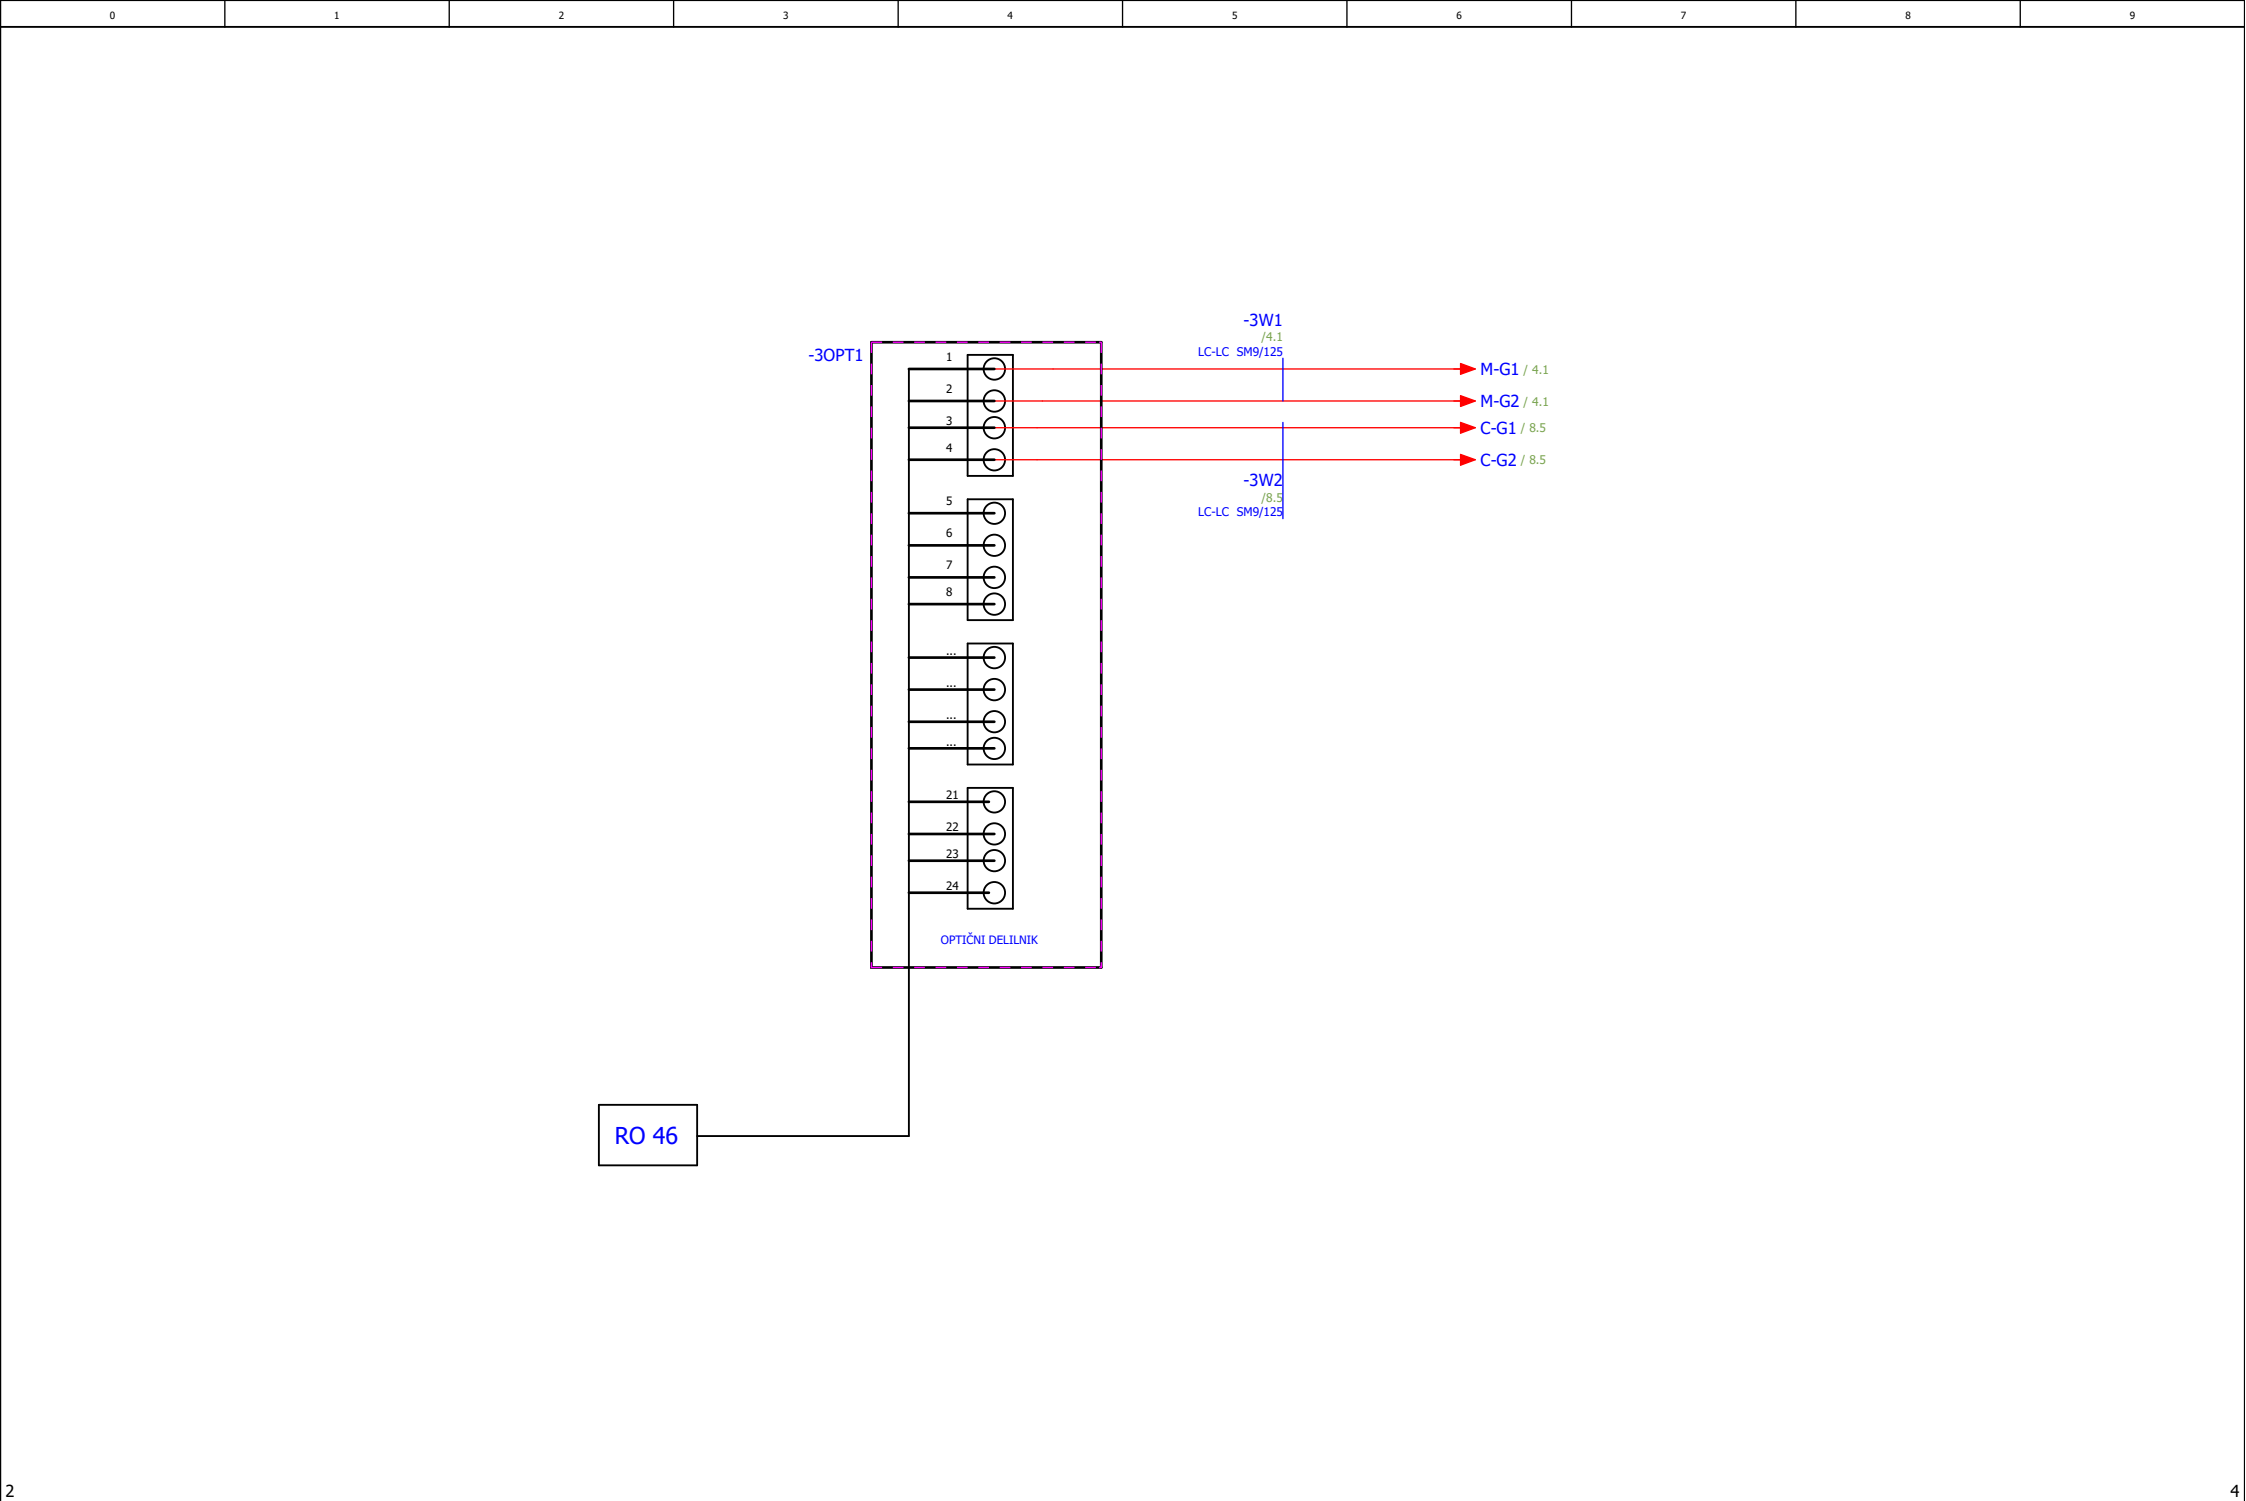 0 1 2 3 4 5 6 7 8 9
-3W1
/4.1
LC-LC SM9/125
-3OPT1
1
M-G1 / 4.1
2
M-G2 / 4.1
3
C-G1 / 8.5
4
C-G2 / 8.5
-3W2
/8.5
LC-LC SM9/125
5
6
7
8
...
...
...
...
21
22
23
24
OPTIČNI DELILNIK
RO 46
2
4